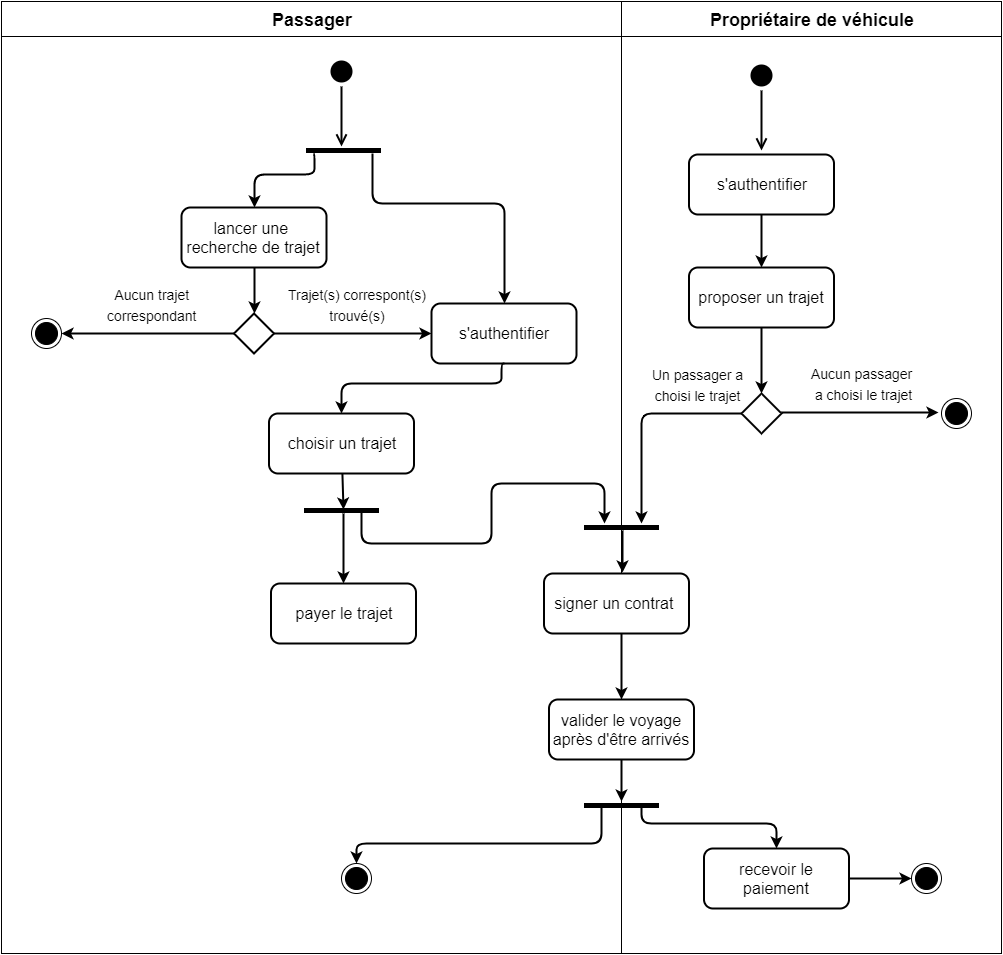 Passager
Propriétaire de véhicule
s'authentifier
lancer une
recherche de trajet
proposer un trajet
Aucun trajet
correspondant
Trajet(s) correspont(s)
trouvé(s)
s'authentifier
Un passager a
choisi le trajet
Aucun passager
a choisi le trajet
choisir un trajet
payer le trajet
signer un contrat
valider le voyage
après d'être arrivés
recevoir le
paiement